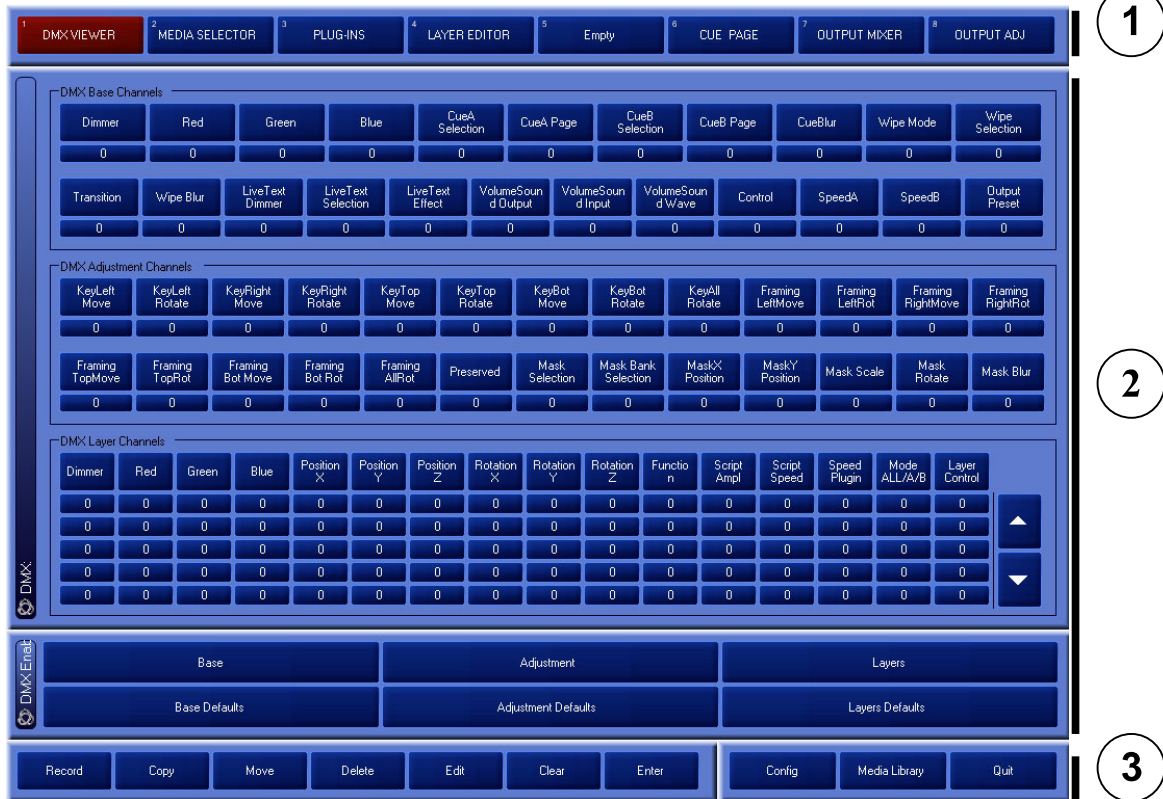 1 DMX VIEWER 2 MEDIA SELECTOR 3 PLUG-INS 4 LAYER EDITOR 5 Empty 6 CUE PAGE 7 OUTPUT MIXER 8 OUTPUT ADJ
1
DMX Base Channels
Dimmer Red Green Blue CueA Selection CueA Page CueB Selection CueB Page CueBlur Wipe Mode Wipe Selection
0 0 0 0 0 0 0 0 0 0 0
Transition Wipe Blur LiveText Dimmer LiveText Selection LiveText Effect VolumeSoun d Output VolumeSoun d Input VolumeSoun d Wave Control SpeedA SpeedB Output Preset
0 0 0 0 0 0 0 0 0 0 0 0
DMX Adjustment Channels
KeyLeft Move KeyLeft Rotate KeyRight Move KeyRight Rotate KeyTop Move KeyTop Rotate KeyBot Move KeyBot Rotate KeyAll Rotate Framing LeftMove Framing LeftRot Framing RightMove Framing RightRot
0 0 0 0 0 0 0 0 0 0 0 0 0
Framing TopMove Framing TopRot Framing Bot Move Framing Bot Rot Framing AllRot Preserved Mask Selection Mask Bank Selection MaskX Position MaskY Position Mask Scale Mask Rotate Mask Blur
0 0 0 0 0 0 0 0 0 0 0 0 0
2
DMX Layer Channels
Dimmer Red Green Blue Position X Position Y Position Z Rotation X Rotation Y Rotation Z Functio n Script Ampl Script Speed Speed Plugin Mode ALL/A/B Layer Control
0 0 0 0 0 0 0 0 0 0 0 0 0 0 0 0
0 0 0 0 0 0 0 0 0 0 0 0 0 0 0 0
0 0 0 0 0 0 0 0 0 0 0 0 0 0 0 0
0 0 0 0 0 0 0 0 0 0 0 0 0 0 0 0
0 0 0 0 0 0 0 0 0 0 0 0 0 0 0 0
DMX
DMX Enab
Base Adjustment Layers
Base Defaults Adjustment Defaults Layers Defaults
Record Copy Move Delete Edit Clear Enter Config Media Library Quit
3